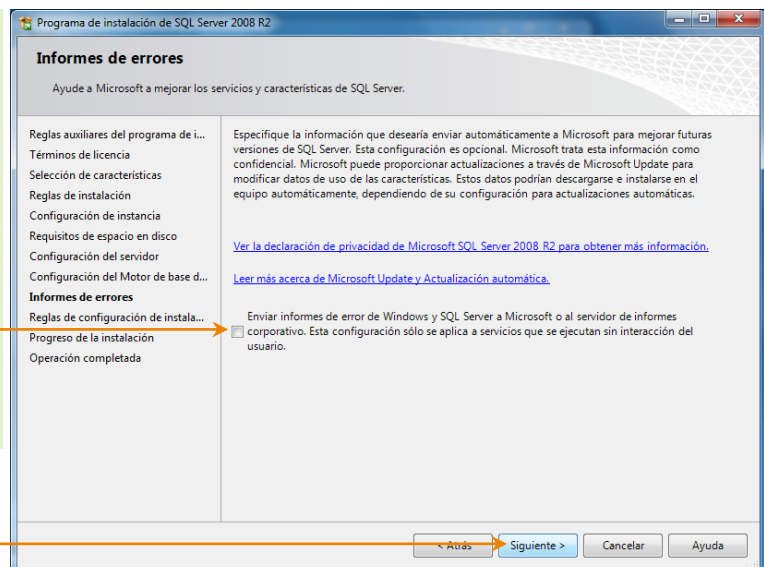 Programa de instalación de SQL Server 2008 R2
Informes de errores
Ayude a Microsoft a mejorar los servicios y características de SQL Server.
Reglas auxiliares del programa de i...
Términos de licencia
Selección de características
Reglas de instalación
Configuración de instancia
Requisitos de espacio en disco
Configuración del servidor
Configuración del Motor de base d...
Informes de errores
Reglas de configuración de instala...
Progreso de la instalación
Operación completada
Especifique la información que desearía enviar automáticamente a Microsoft para mejorar futuras
versiones de SQL Server. Esta configuración es opcional. Microsoft trata esta información como
confidencial. Microsoft puede proporcionar actualizaciones a través de Microsoft Update para
modificar datos de uso de las características. Estos datos podrían descargarse e instalarse en el
equipo automáticamente, dependiendo de su configuración para actualizaciones automáticas.
Ver la declaración de privacidad de Microsoft SQL Server 2008 R2 para obtener más información.
Leer más acerca de Microsoft Update y Actualización automática.
Enviar informes de error de Windows y SQL Server a Microsoft o al servidor de informes
corporativo. Esta configuración sólo se aplica a servicios que se ejecutan sin interacción del
usuario.
< Atrás Siguiente > Cancelar Ayuda